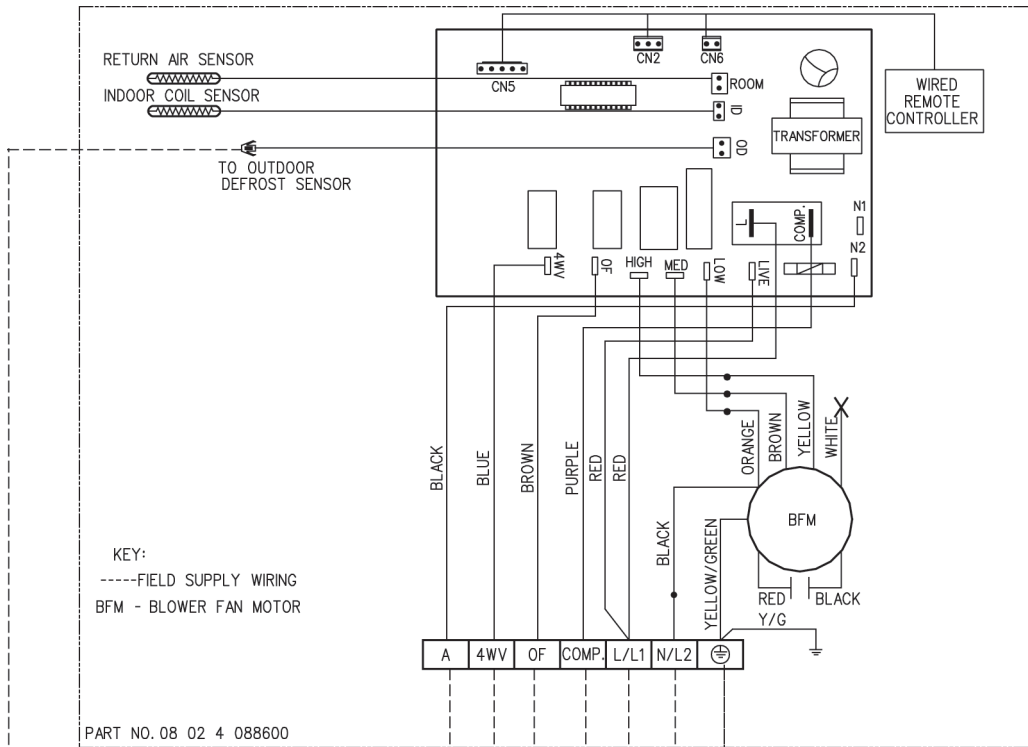 RETURN AIR SENSOR
INDOOR COIL SENSOR
TO OUTDOOR
DEFROST SENSOR
CN5
CN2
CN6
ROOM
ID
OD
TRANSFORMER
WIRED
REMOTE
CONTROLLER
L
COMP.
N1
N2
4WV
OF
HIGH
MED
LOW
LIVE
BLACK
BLUE
BROWN
PURPLE
RED
RED
BLACK
YELLOW/GREEN
ORANGE
BROWN
YELLOW
WHITE
BFM
RED
BLACK
Y/G
KEY:
-----FIELD SUPPLY WIRING
BFM - BLOWER FAN MOTOR
A 4WV OF COMP. L/L1 N/L2
PART NO. 08 02 4 088600